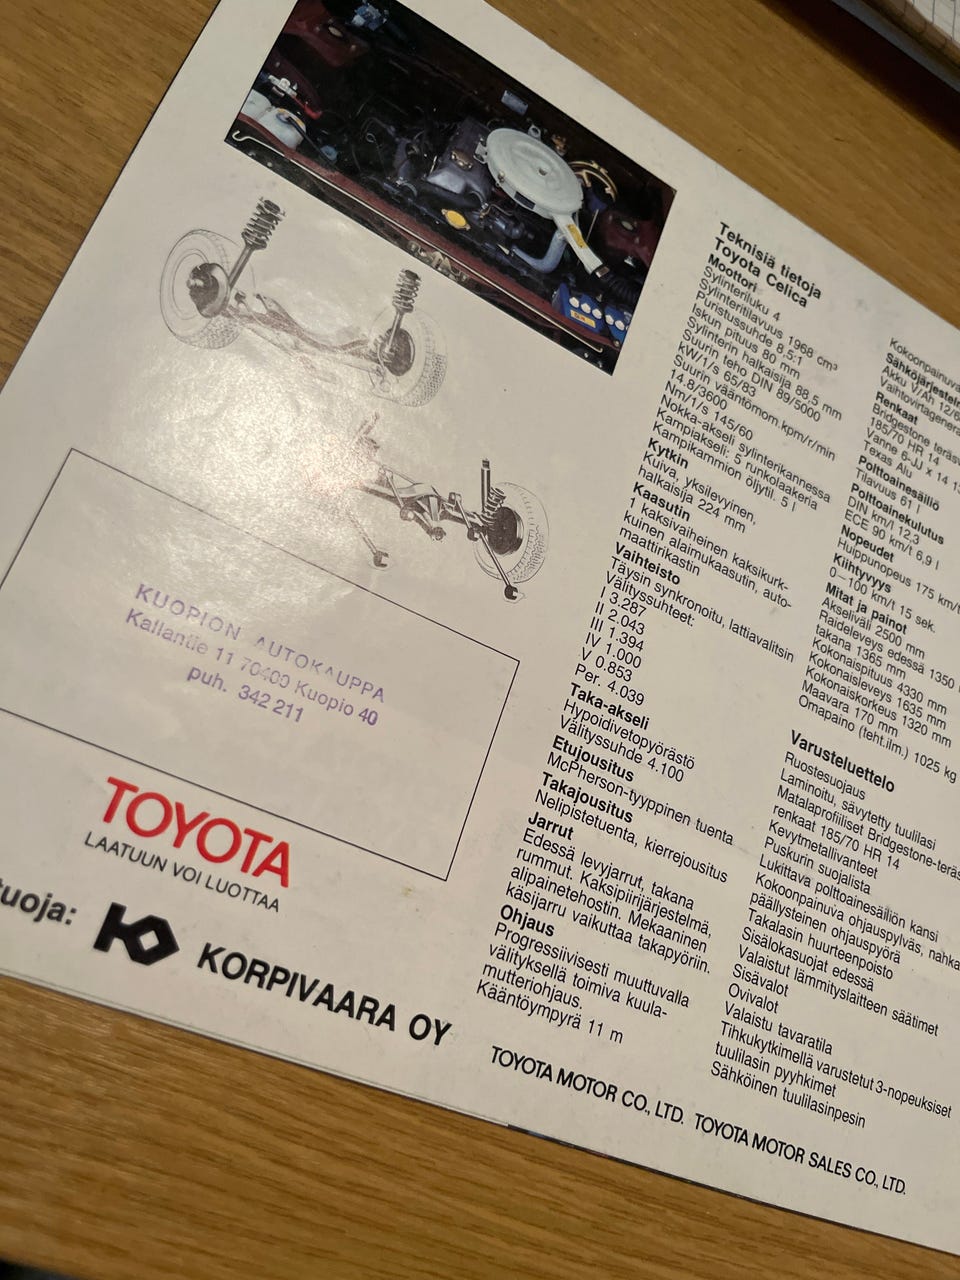 KUOPION AUTOKAUPPA
Kallantie 11 70400 Kuopio 40
puh. 342 211
TOYOTA
LAATUUN VOI LUOTTAA
KORPIVAARA OY
Teknisiä tietoja
Toyota Celica
Moottori
Sylinteriluku 4
Sylinteritilavuus 1968 cm³
Puristussuhde 8,5:1
Iskun pituus 80 mm
Sylinterin halkaisija 88,5 mm
Suurin teho DIN 89/5000
kW/1/s 65/83
Suurin vääntömom.kpm/r/min
14.8/3600
Nm/1/s 145/60
Nokka-akseli sylinterikannessa
Kampiakseli: 5 runkolaakeria
Kampikammion öljytil. 5 l
Kytkin
Kuiva, yksilevyinen,
halkaisija 224 mm
Kaasutin
1 kaksivaiheinen kaksikurk-
kuinen alaimukaasutin, auto-
maattirikastin
Vaihteisto
Täysin synkronoitu, lattiavalitsin
Välityssuhteet:
I 3.287
II 2.043
III 1.394
IV 1.000
V 0.853
Per. 4.039
Taka-akseli
Hypoidivetopyörästö
Välityssuhde 4.100
Etujousitus
McPherson-tyyppinen tuenta
Takajousitus
Nelipistetuenta, kierrejousitus
Jarrut
Edessä levyjarrut, takana
rummut. Kaksipiirijärjestelmä,
alipainetehostin. Mekaaninen
käsijarru vaikuttaa takapyöriin.
Ohjaus
Progressiivisesti muuttuvalla
välityksellä toimiva kuula-
mutteriohjaus.
Kääntöympyrä 11 m
Akku V/Ah
Renkaat
Bridgestone
185/70 HR 14
Vanne 6-JJ x 14
Texas Alu
Polttoainesäiliö
Tilavuus 61 l
Polttoainekulutus
DIN km/l 12,3
ECE 90 km/t 6,9 l
Nopeudet
Huippunopeus 175 km/t
Kiihtyvyys
0–100 km/t 15 sek.
Mitat ja painot
Akseliväli 2500 mm
Raideleveys edessä 1350
takana 1365 mm
Kokonaispituus 4330 mm
Kokonaisleveys 1635 mm
Kokonaiskorkeus 1320 mm
Maavara 170 mm
Omapaino (teht.ilm.) 1025 kg
Varusteluettelo
Ruostesuojaus
Laminoitu, sävytetty tuulilasi
Matalaprofiiliset
renkaat 185/70 HR 14
Kevytmetallivanteet
Puskurin suojalista
Lukittava polttoainesäiliön kansi
Kokoonpainuva ohjauspylväs,
päällysteinen ohjauspyörä
Takalasin huurteenpoisto
Sisälokasuojat edessä
Valaistut lämmityslaitteen säätimet
Sisävalot
Ovivalot
Valaistu tavaratila
Tihkukytkimellä varustetut 3-nopeuksiset
tuulilasin pyyhkimet
Sähköinen tuulilasinpesin
TOYOTA MOTOR CO., LTD. TOYOTA MOTOR SALES CO., LTD.